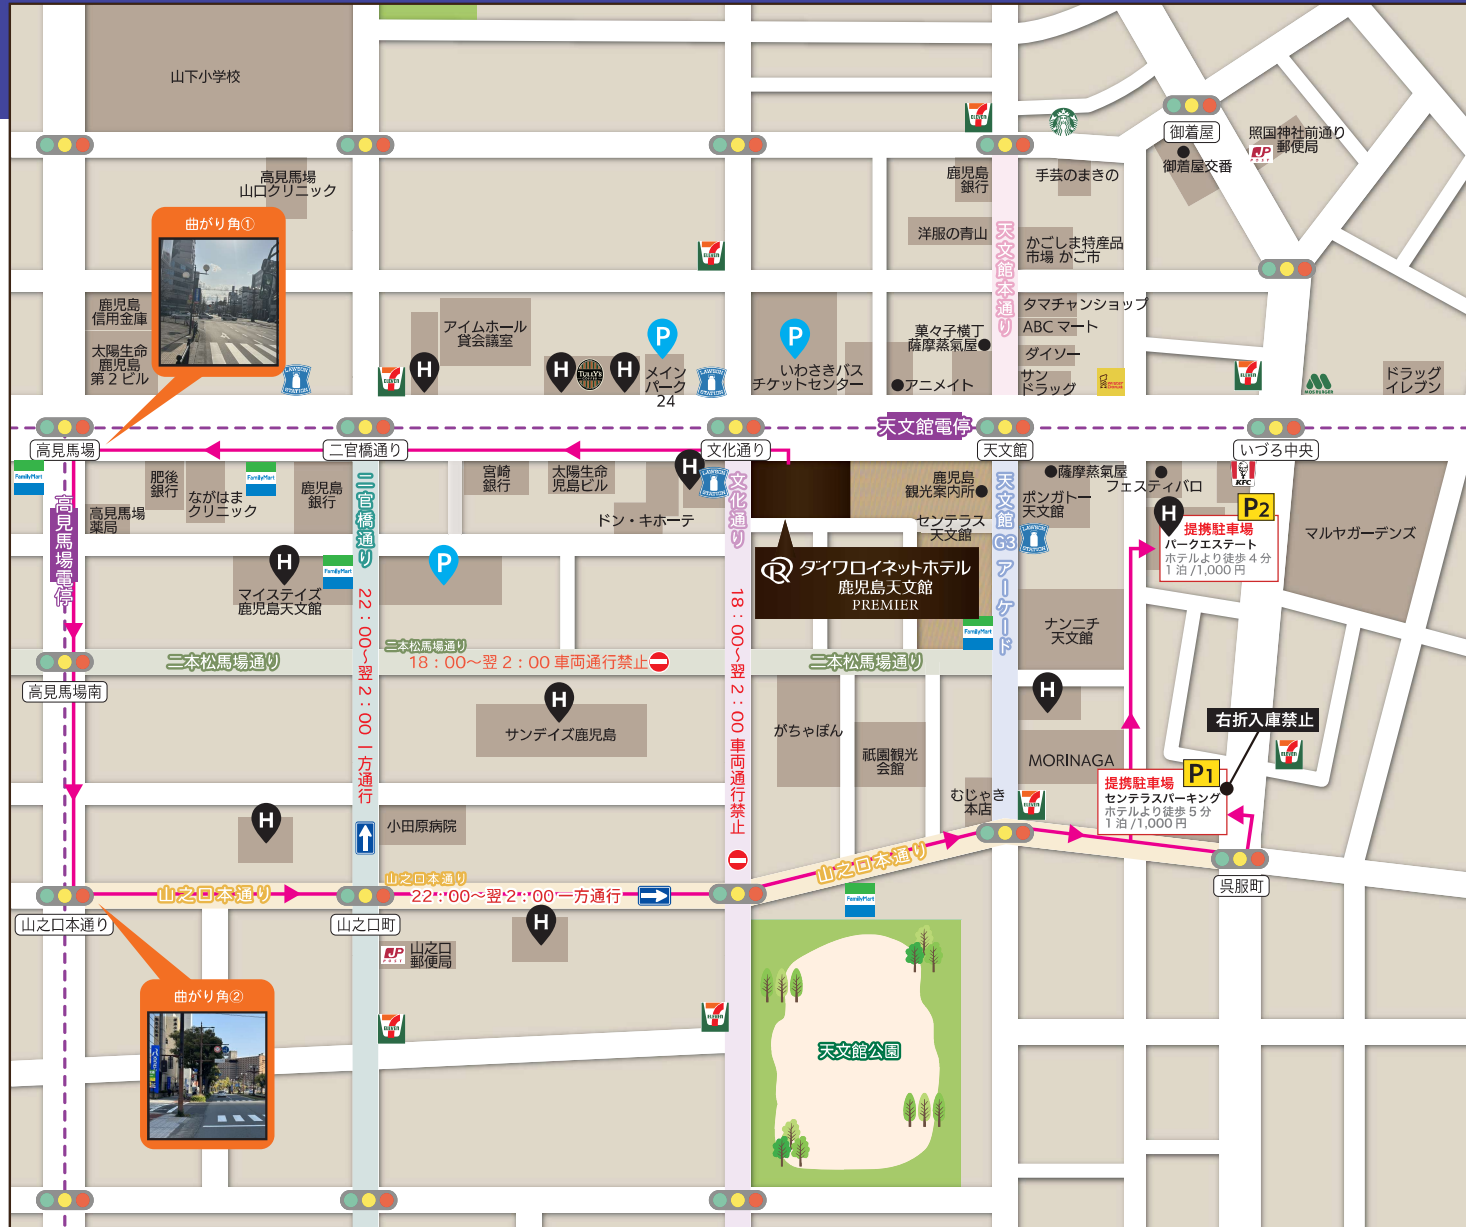 山下小学校
高見馬場
山口クリニック
曲がり角①
鹿児島
信用金庫
太陽生命
鹿児島
第2ビル
アイムホール
貸会議室
TULLY'S
メイン
パーク
24
P
P
H
H
H
いわさきバス
チケットセンター
鹿児島
銀行
洋服の青山
菓々子横丁
薩摩蒸氣屋
アニメイト
天文館本通り
手芸のまきの
かごしま特産品
市場 かご市
タマチャンショップ
ABCマート
ダイソー
サン
ドラッグ
御着屋
御着屋交番
照国神社前通り
郵便局
ドラッグ
イレブン
MOS BURGER
天文館電停
高見馬場
二官橋通り
文化通り
天文館
いづろ中央
FamilyMart
高見馬場電停
肥後
銀行
ながはま
クリニック
高見馬場
薬局
FamilyMart
鹿児島
銀行
二官橋通り
22:00〜翌2:00 一方通行
宮崎
銀行
太陽生命
児島ビル
ドン・キホーテ
H
LAWSON
STATION
文化通り
18:00〜翌2:00 車両通行禁止
鹿児島
観光案内所
センテラス
天文館
天文館 G3 アーケード
薩摩蒸氣屋
フェスティバロ
ポンガトー
天文館
LAWSON
STATION
KFC
H
P2
提携駐車場
パークエステート
ホテルより徒歩4分
1泊/1,000円
マルヤガーデンズ
H
マイステイズ
鹿児島天文館
FamilyMart
P
ダイワロイネットホテル
鹿児島天文館
PREMIER
FamilyMart
ナンニチ
天文館
二本松馬場通り
二本松馬場通り
18:00〜翌2:00 車両通行禁止
二本松馬場通り
高見馬場南
H
サンデイズ鹿児島
がちゃぽん
祇園観光
会館
H
MORINAGA
右折入庫禁止
P1
提携駐車場
センテラスパーキング
ホテルより徒歩5分
1泊/1,000円
むじゃき
本店
H
小田原病院
山之口本通り
山之口本通り
22:00〜翌2:00 一方通行
山之口本通り
山之口本通り
山之口町
呉服町
H
FamilyMart
山之口
郵便局
曲がり角②
天文館公園